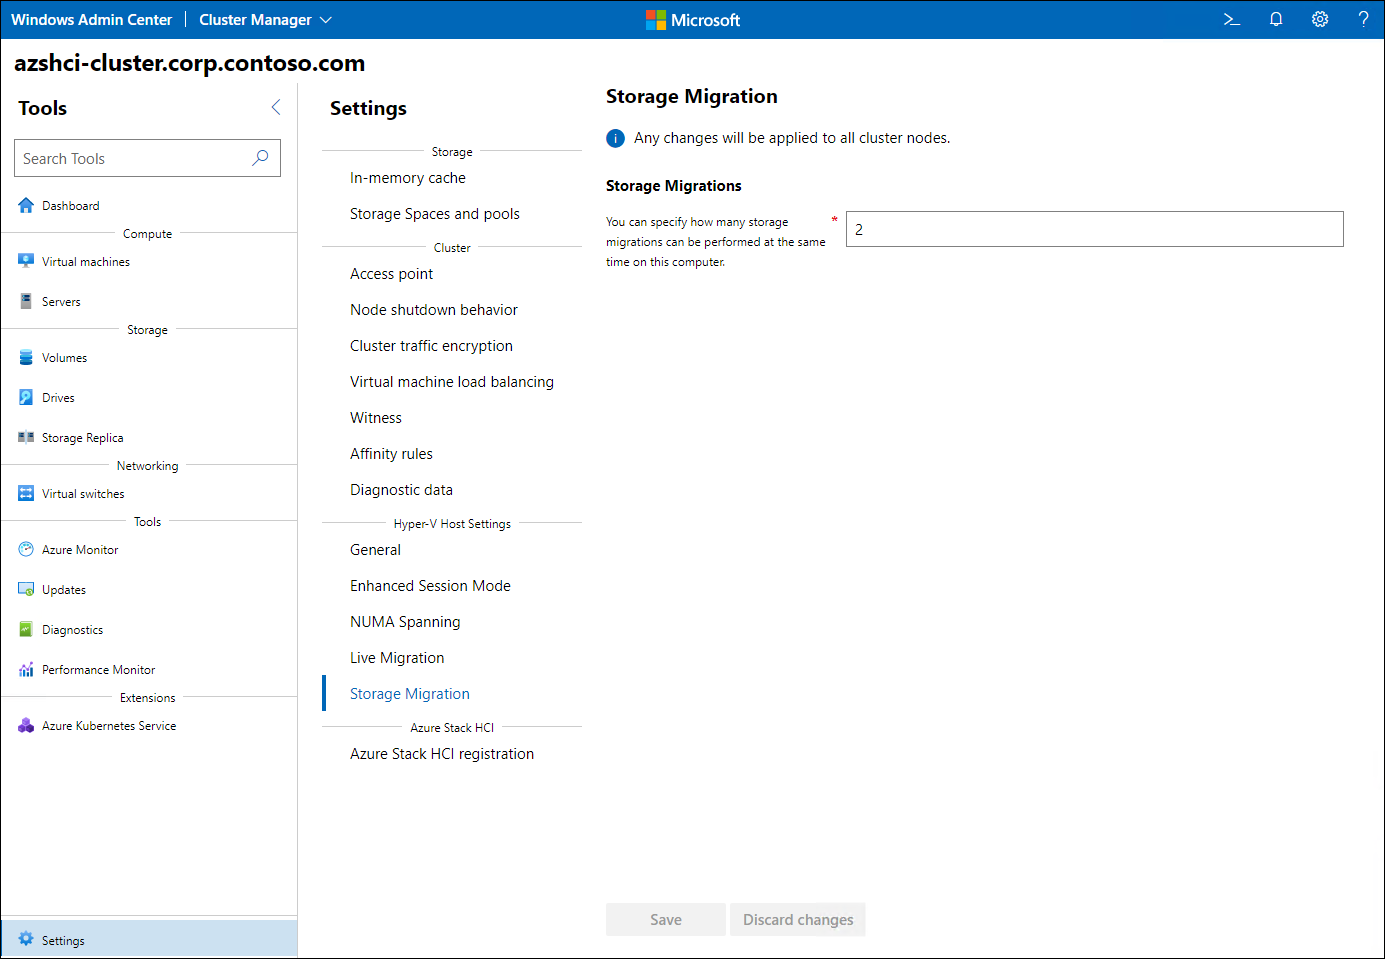 Windows Admin Center
Cluster Manager
Microsoft
azshci-cluster.corp.contoso.com
Tools
Search Tools
Dashboard
Compute
Virtual machines
Servers
Storage
Volumes
Drives
Storage Replica
Networking
Virtual switches
Tools
Azure Monitor
Updates
Diagnostics
Performance Monitor
Extensions
Azure Kubernetes Service
Settings
Settings
Storage
In-memory cache
Storage Spaces and pools
Cluster
Access point
Node shutdown behavior
Cluster traffic encryption
Virtual machine load balancing
Witness
Affinity rules
Diagnostic data
Hyper-V Host Settings
General
Enhanced Session Mode
NUMA Spanning
Live Migration
Storage Migration
Azure Stack HCI
Azure Stack HCI registration
Storage Migration
Any changes will be applied to all cluster nodes.
Storage Migrations
You can specify how many storage
migrations can be performed at the same
time on this computer.
*
2
Save
Discard changes